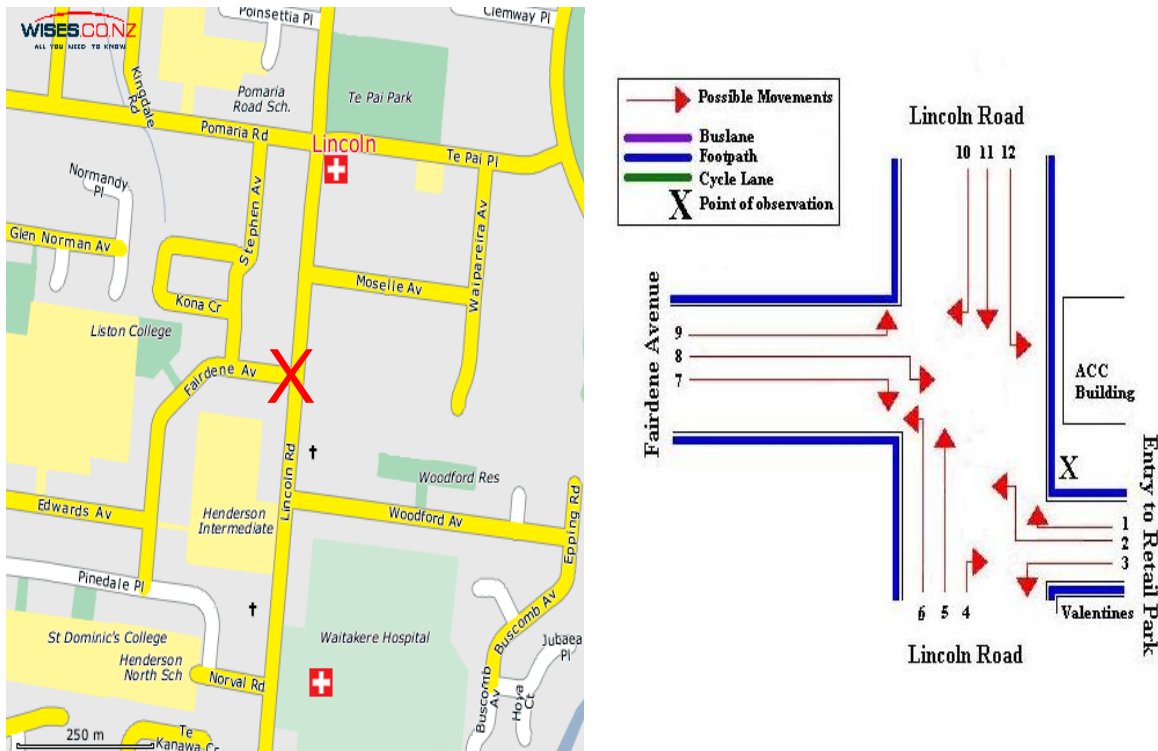 WISES.CO.NZ
ALL YOU NEED TO KNOW
Poinsettia Pl
Clemway Pl
Kingdale
Rd
Pomaria
Road Sch.
Te Pai Park
Pomaria Rd
Lincoln
Te Pai Pl
Normandy
Pl
Stephen Av
Waipareira Av
Glen Norman Av
Moselle Av
Kona Cr
Liston College
Fairdene Av
X
Lincoln Rd
Woodford Res
Edwards Av
Henderson
Intermediate
Woodford Av
Epping Rd
Pinedale Pl
St Dominic's College
Waitakere Hospital
Buscomb Av
Jubaea
Pl
Henderson
North Sch
Norval Rd
Buscomb
Av
Hoya
Ct
250 m
Te
Kanawa Cr
Possible Movements
Buslane
Footpath
Cycle Lane
X Point of observation
Lincoln Road
10 11 12
Fairdene Avenue
9
8
7
ACC
Building
X
Entry to Retail Park
1
2
3
6 5 4
Valentines
Lincoln Road